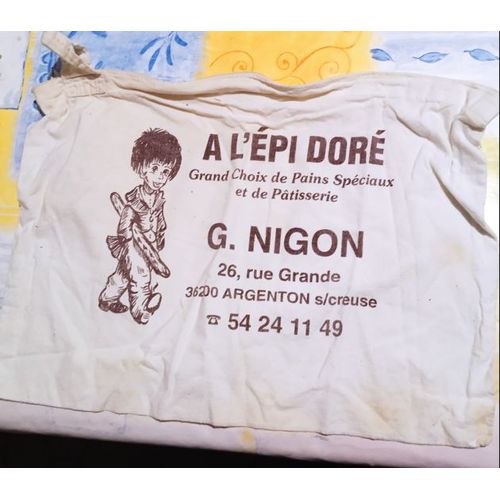 A L'ÉPI DORÉ
Grand Choix de Pains Spéciaux
et de Pâtisserie
G. NIGON
26, rue Grande
36200 ARGENTON s/creuse
☎ 54 24 11 49